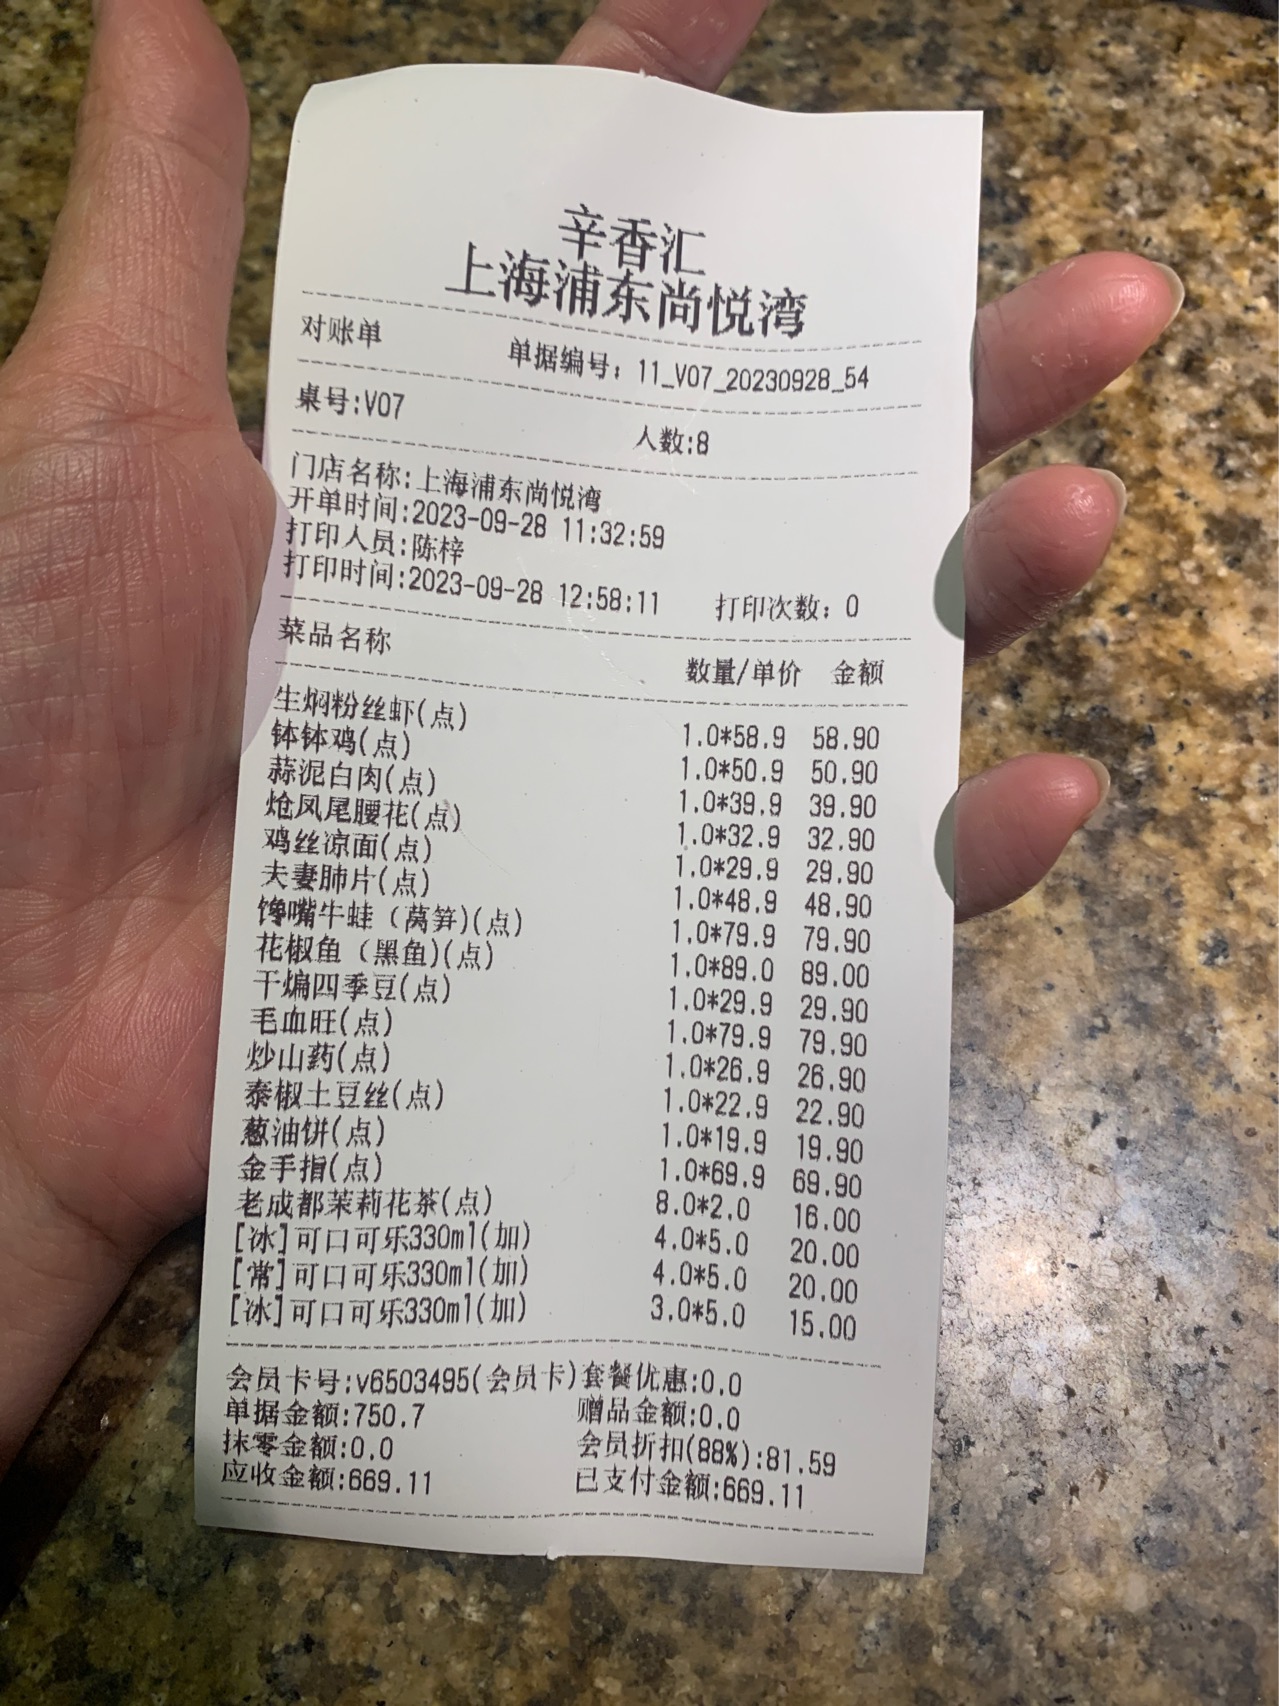 辛香汇
上海浦东尚悦湾
对账单 单据编号：11_V07_20230928_54
桌号:V07 人数:8
门店名称:上海浦东尚悦湾
开单时间:2023-09-28 11:32:59
打印人员:陈梓
打印时间:2023-09-28 12:58:11 打印次数：0
菜品名称 数量/单价 金额
生焖粉丝虾(点) 1.0*58.9 58.90
钵钵鸡(点) 1.0*50.9 50.90
蒜泥白肉(点) 1.0*39.9 39.90
炝凤尾腰花(点) 1.0*32.9 32.90
鸡丝凉面(点) 1.0*29.9 29.90
夫妻肺片(点) 1.0*48.9 48.90
馋嘴牛蛙（莴笋)(点) 1.0*79.9 79.90
花椒鱼（黑鱼)(点) 1.0*89.0 89.00
干煸四季豆(点) 1.0*29.9 29.90
毛血旺(点) 1.0*79.9 79.90
炒山药(点) 1.0*26.9 26.90
泰椒土豆丝(点) 1.0*22.9 22.90
葱油饼(点) 1.0*19.9 19.90
金手指(点) 1.0*69.9 69.90
老成都茉莉花茶(点) 8.0*2.0 16.00
[冰]可口可乐330ml(加) 4.0*5.0 20.00
[常]可口可乐330ml(加) 4.0*5.0 20.00
[冰]可口可乐330ml(加) 3.0*5.0 15.00
会员卡号:v6503495(会员卡)套餐优惠:0.0
单据金额:750.7 赠品金额:0.0
抹零金额:0.0 会员折扣(88%):81.59
应收金额:669.11 已支付金额:669.11